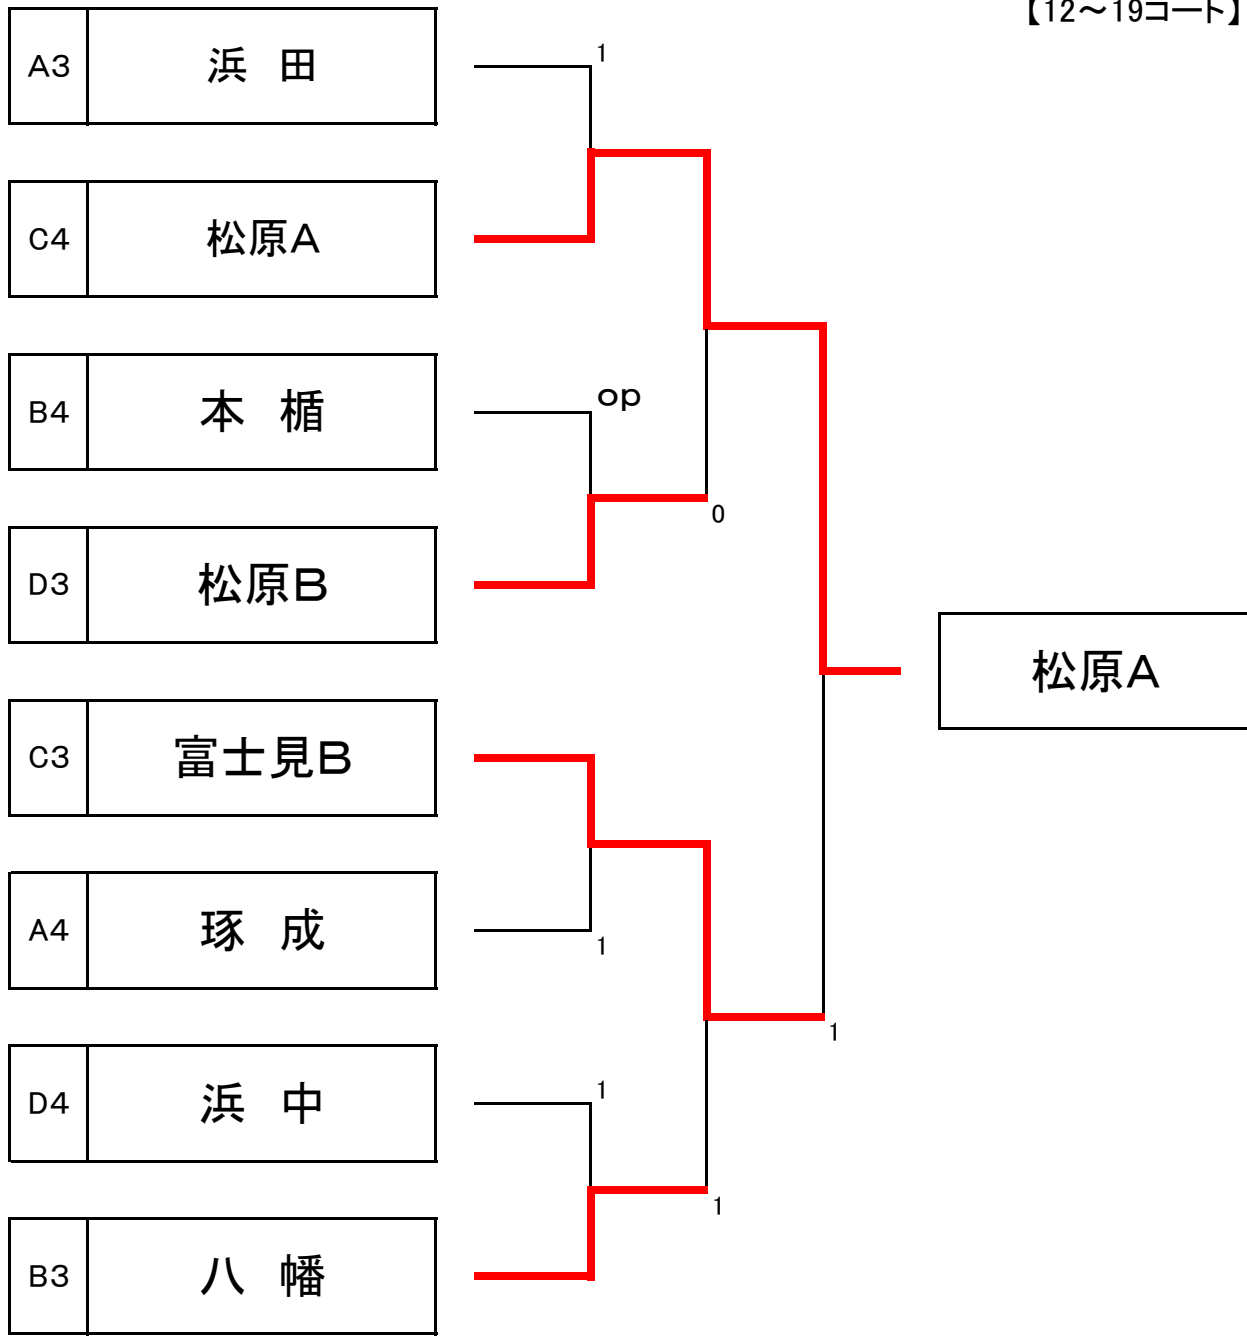 【12～19コート】
A3 浜 田
1
C4 松原A
B4 本 楯
op
0
D3 松原B
松原A
C3 富士見B
A4 琢 成
1
1
D4 浜 中
1
1
B3 八 幡